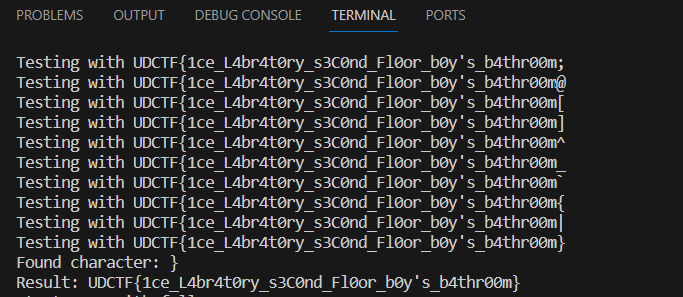 PROBLEMS OUTPUT DEBUG CONSOLE TERMINAL PORTS
Testing with UDCTF{1ce_L4br4t0ry_s3C0nd_Fl0or_b0y's_b4thr00m;
Testing with UDCTF{1ce_L4br4t0ry_s3C0nd_Fl0or_b0y's_b4thr00m@
Testing with UDCTF{1ce_L4br4t0ry_s3C0nd_Fl0or_b0y's_b4thr00m[
Testing with UDCTF{1ce_L4br4t0ry_s3C0nd_Fl0or_b0y's_b4thr00m]
Testing with UDCTF{1ce_L4br4t0ry_s3C0nd_Fl0or_b0y's_b4thr00m^
Testing with UDCTF{1ce_L4br4t0ry_s3C0nd_Fl0or_b0y's_b4thr00m_
Testing with UDCTF{1ce_L4br4t0ry_s3C0nd_Fl0or_b0y's_b4thr00m`
Testing with UDCTF{1ce_L4br4t0ry_s3C0nd_Fl0or_b0y's_b4thr00m{
Testing with UDCTF{1ce_L4br4t0ry_s3C0nd_Fl0or_b0y's_b4thr00m|
Testing with UDCTF{1ce_L4br4t0ry_s3C0nd_Fl0or_b0y's_b4thr00m}
Found character: }
Result: UDCTF{1ce_L4br4t0ry_s3C0nd_Fl0or_b0y's_b4thr00m}